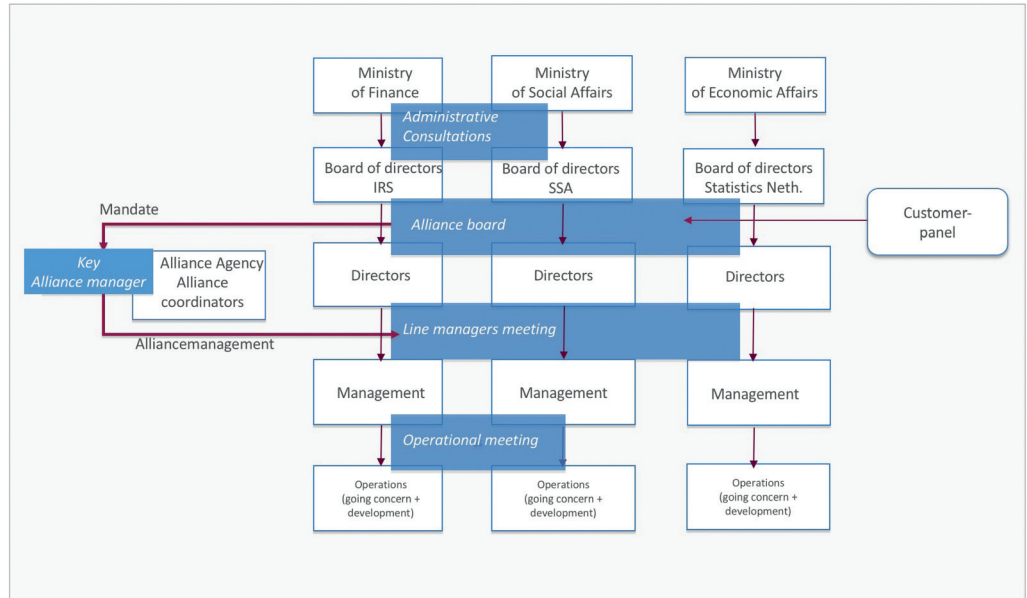 Ministry
of Finance
Ministry
of Social Affairs
Ministry
of Economic Affairs
Administrative
Consultations
Board of directors
IRS
Board of directors
SSA
Board of directors
Statistics Neth.
Mandate
Alliance board
Customer-
panel
Key
Alliance manager
Alliance Agency
Alliance
coordinators
Directors
Directors
Directors
Line managers meeting
Alliancemanagement
Management
Management
Management
Operational meeting
Operations
(going concern +
development)
Operations
(going concern +
development)
Operations
(going concern +
development)